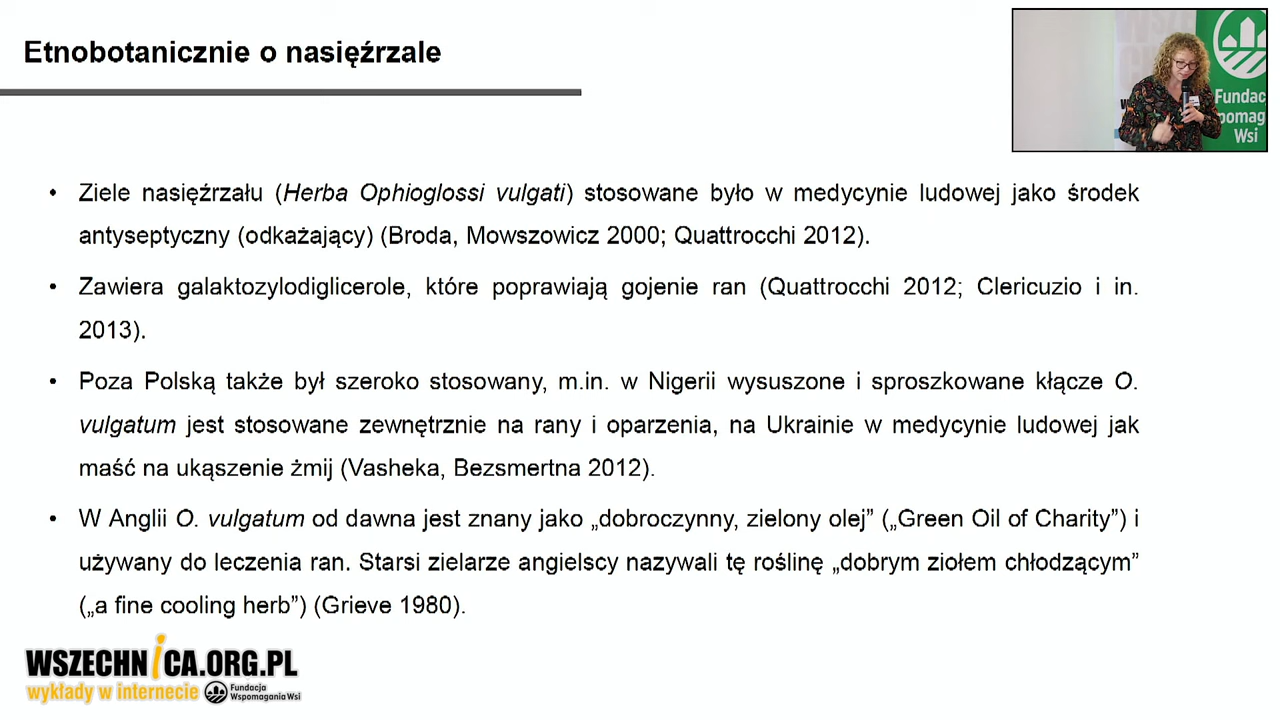 Etnobotanicznie o nasięźrzale
Fundac
pomag
Wsi
• Ziele nasięźrzału (Herba Ophioglossi vulgati) stosowane było w medycynie ludowej jako środek
antyseptyczny (odkażający) (Broda, Mowszowicz 2000; Quattrocchi 2012).
• Zawiera galaktozylodiglicerole, które poprawiają gojenie ran (Quattrocchi 2012; Clericuzio i in.
2013).
• Poza Polską także był szeroko stosowany, m.in. w Nigerii wysuszone i sproszkowane kłącze O.
vulgatum jest stosowane zewnętrznie na rany i oparzenia, na Ukrainie w medycynie ludowej jak
maść na ukąszenie żmij (Vasheka, Bezsmertna 2012).
• W Anglii O. vulgatum od dawna jest znany jako „dobroczynny, zielony olej” („Green Oil of Charity”) i
używany do leczenia ran. Starsi zielarze angielscy nazywali tę roślinę „dobrym ziołem chłodzącym”
(„a fine cooling herb”) (Grieve 1980).
WSZECHNiCA.ORG.PL
wykłady w internecie
Fundacja
Wspomagania Wsi